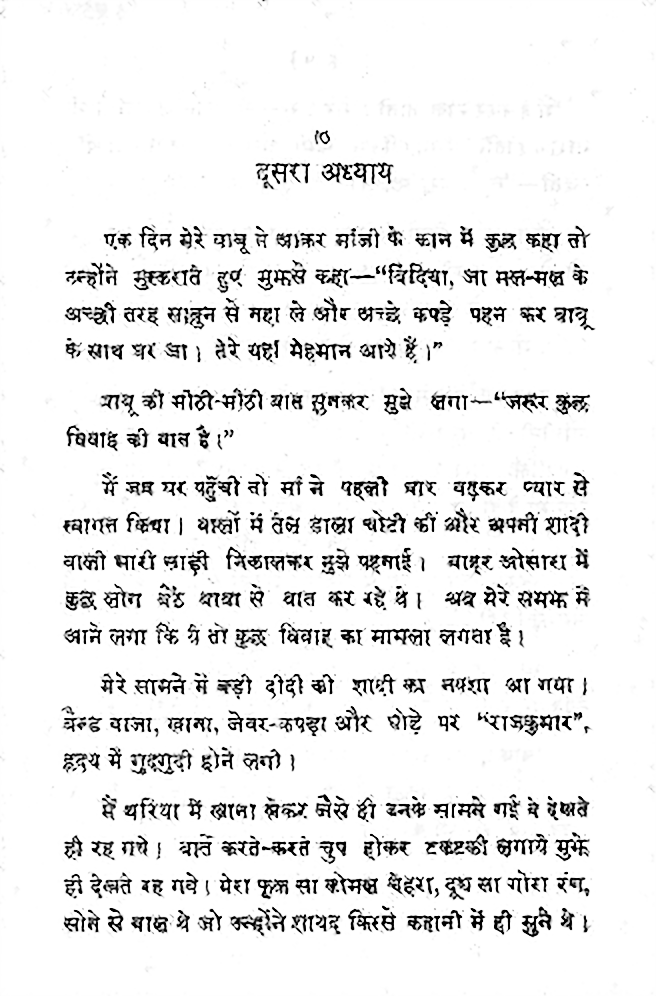 दूसरा अध्याय
एक दिन मेरे बाबू ने आकर मांजी के कान में कुछ कहा तो
उन्होंने मुस्कराते हुए मुझसे कहा—“बिंदिया, जा मल-मल के
अच्छी तरह साबुन से नहा ले और अच्छे कपड़े पहन कर बाबू
के साथ घर जा। तेरे यहां मेहमान आये हैं।”
बाबू की मीठी-मीठी बात सुनकर मुझे लगा—“जरूर कुछ
विवाह की बात है।”
मैं जब घर पहुँची तो मां ने पहली बार बढ़कर प्यार से
स्वागत किया। बालों में तेल डाला चोटी की और अपनी शादी
वाली भारी साड़ी निकालकर मुझे पहनाई। बाहर ओसारा में
कुछ लोग बैठे बाबा से बात कर रहे थे। अब मेरे समझ में
आने लगा कि ये तो कुछ विवाह का मामला लगता है।
मेरे सामने में बड़ी दीदी की शादी का नक्शा आ गया।
बैन्ड बाजा, खाना, जेवर-कपड़ा और घोड़े पर “राजकुमार”,
हृदय में गुदगुदी होने लगी।
मैं थरिया में खाना लेकर जैसे ही उनके सामने गई वे देखते
ही रह गये। बातें करते-करते चुप होकर टकटकी लगाये मुझे
ही देखते रह गये। मेरा फूल सा कोमल चेहरा, दूध सा गोरा रंग,
सोने से बाल थे जो उन्होंने शायद किस्से कहानी में ही सुने थे।